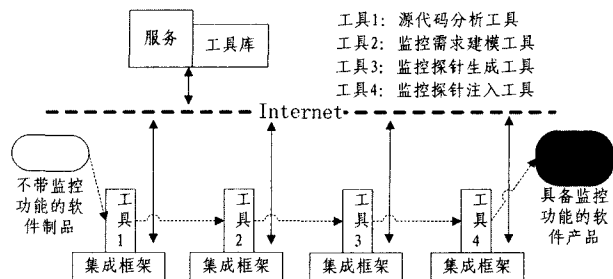 服务
工具库
工具1: 源代码分析工具
工具2: 监控需求建模工具
工具3: 监控探针生成工具
工具4: 监控探针注入工具
Internet
不带监控
功能的软
件制品
工具1
工具2
工具3
工具4
具备监控
功能的软
件产品
集成框架
集成框架
集成框架
集成框架